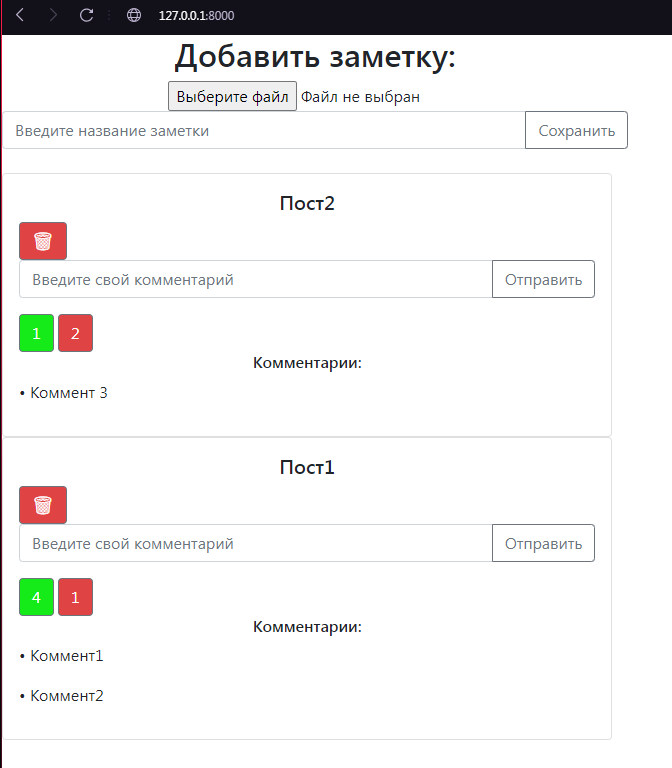 127.0.0.1:8000
Добавить заметку:
Выберите файл Файл не выбран
Введите название заметки Сохранить
Пост2
Введите свой комментарий Отправить
1 2
Комментарии:
• Коммент 3
Пост1
Введите свой комментарий Отправить
4 1
Комментарии:
• Коммент1
• Коммент2